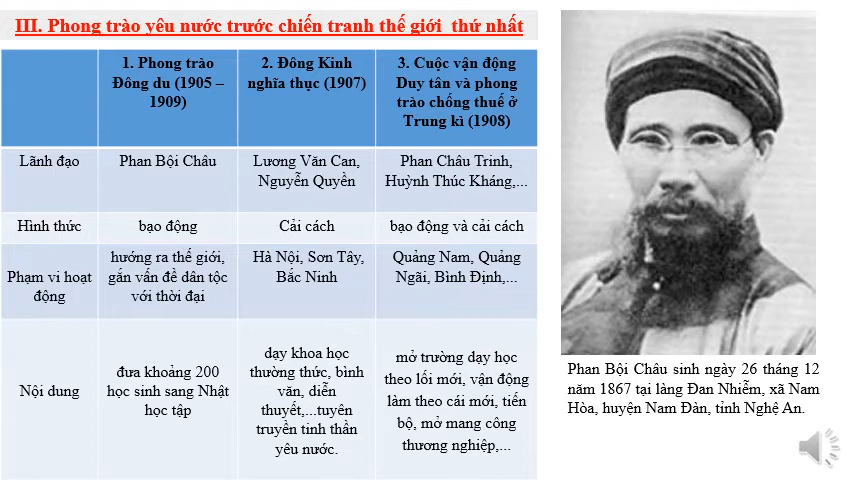 III. Phong trào yêu nước trước chiến tranh thế giới thứ nhất
1. Phong trào
Đông du (1905 –
1909)
2. Đông Kinh
nghĩa thục (1907)
3. Cuộc vận động
Duy tân và phong
trào chống thuế ở
Trung kì (1908)
Lãnh đạo
Phan Bội Châu
Lương Văn Can,
Nguyễn Quyền
Phan Châu Trinh,
Huỳnh Thúc Kháng,...
Hình thức
bạo động
Cải cách
bạo động và cải cách
Phạm vi hoạt
động
hướng ra thế giới,
gắn vấn đề dân tộc
với thời đại
Hà Nội, Sơn Tây,
Bắc Ninh
Quảng Nam, Quảng
Ngãi, Bình Định,...
Nội dung
đưa khoảng 200
học sinh sang Nhật
học tập
dạy khoa học
thường thức, bình
văn, diễn
thuyết,...tuyên
truyền tinh thần
yêu nước.
mở trường dạy học
theo lối mới, vận động
làm theo cái mới, tiến
bộ, mở mang công
thương nghiệp,...
Phan Bội Châu sinh ngày 26 tháng 12
năm 1867 tại làng Đan Nhiễm, xã Nam
Hòa, huyện Nam Đàn, tỉnh Nghệ An.